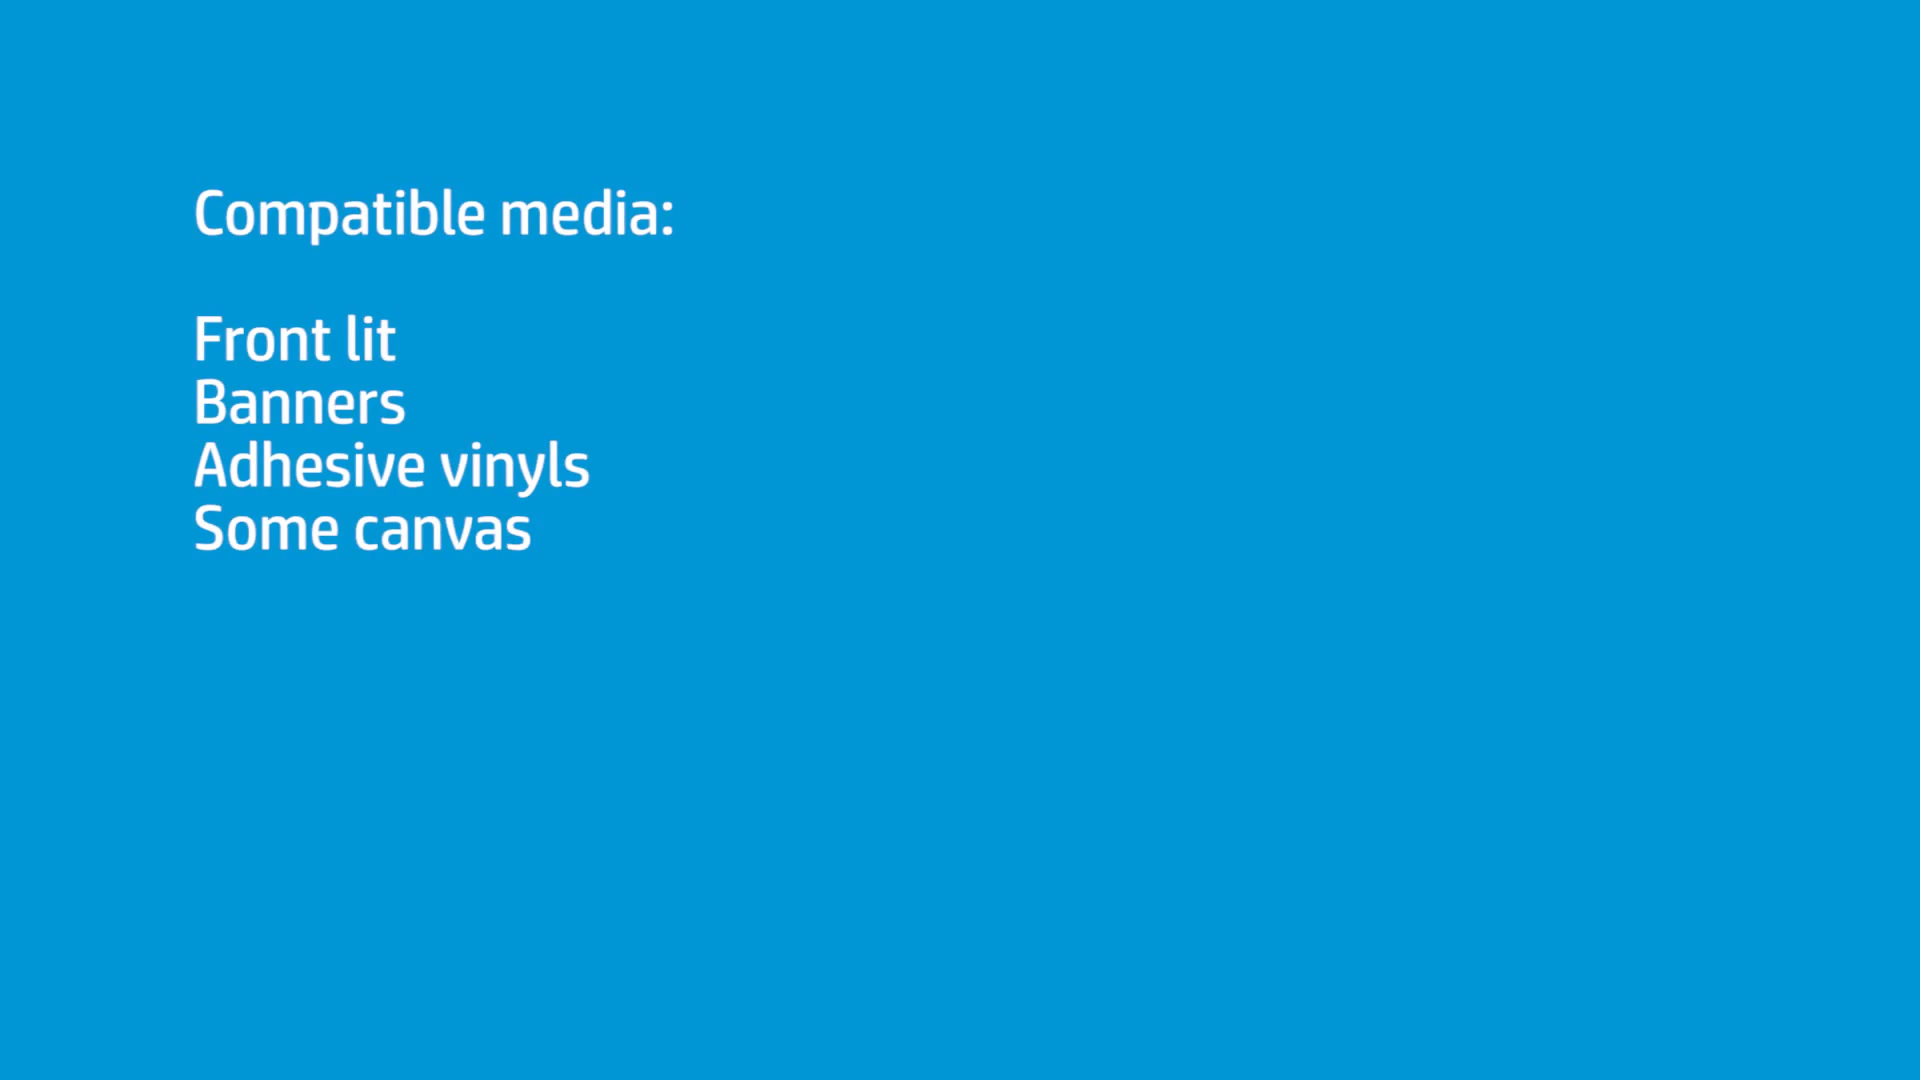 Compatible media:
Front lit
Banners
Adhesive vinyls
Some canvas